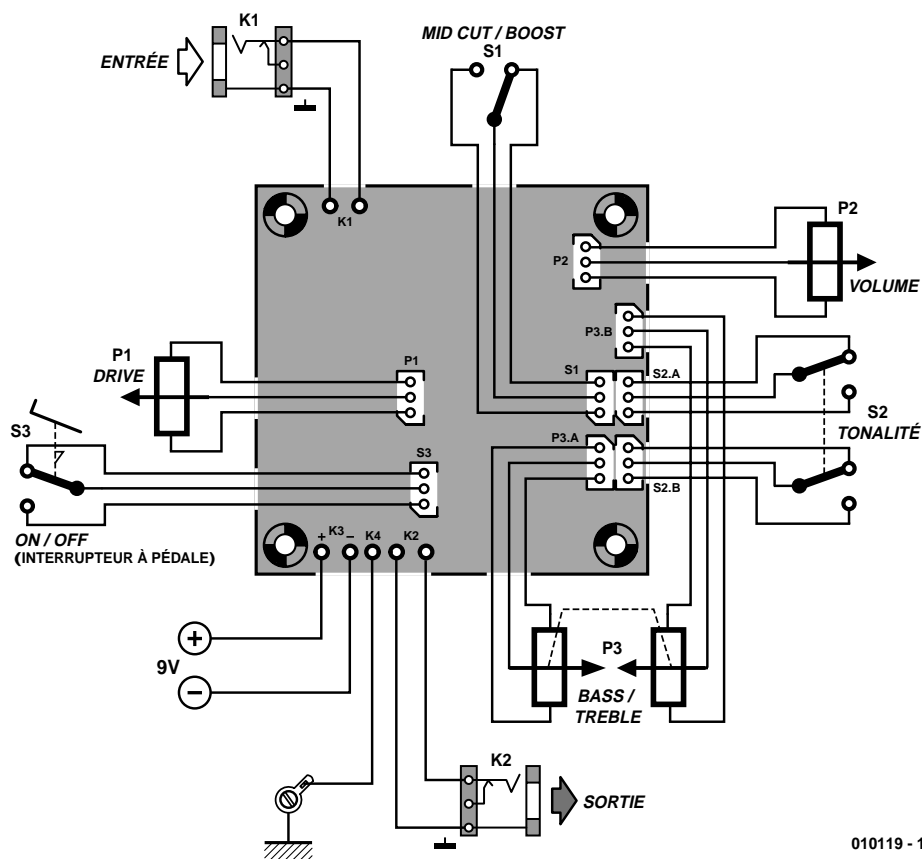 K1
ENTRÉE
MID CUT / BOOST
S1
K1
P2
P2
VOLUME
P3.B
P1
DRIVE
P1
S1
S2.A
S2
TONALITÉ
S3
S3
P3.A
S2.B
ON / OFF
(INTERRUPTEUR À PÉDALE)
+ K3 − K4 K2
+
9V
−
P3
BASS /
TREBLE
K2
SORTIE
010119 - 1